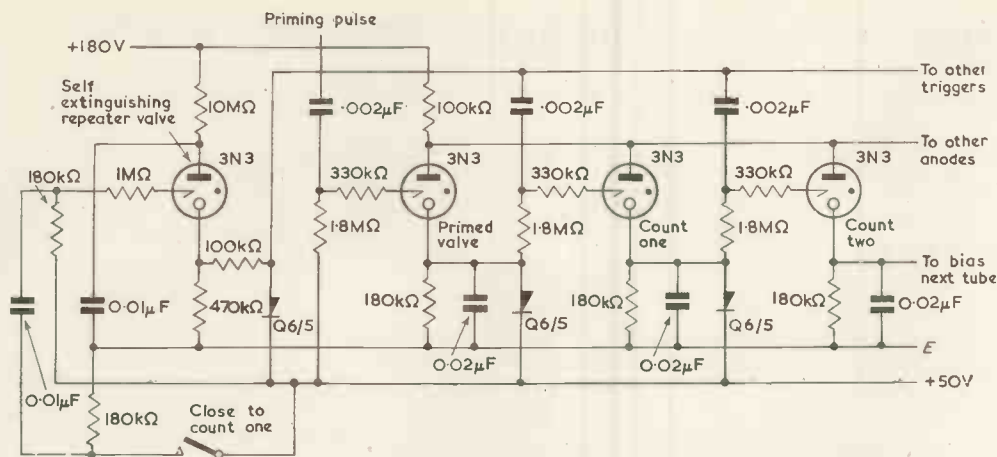 Priming pulse
+180V
Self
extinguishing
repeater valve
10MΩ
·002μF
100kΩ
·002μF
·002μF
To other
triggers
To other
anodes
3N3
3N3
3N3
3N3
180kΩ
1MΩ
330kΩ
330kΩ
330kΩ
1·8MΩ
Primed
valve
1·8MΩ
Count
one
1·8MΩ
Count
two
100kΩ
To bias
next tube
0·01μF
470kΩ
Q6/5
180kΩ
0·02μF
Q6/5
180kΩ
0·02μF
Q6/5
180kΩ
0·02μF
E
+50V
0·01μF
180kΩ
Close to
count one